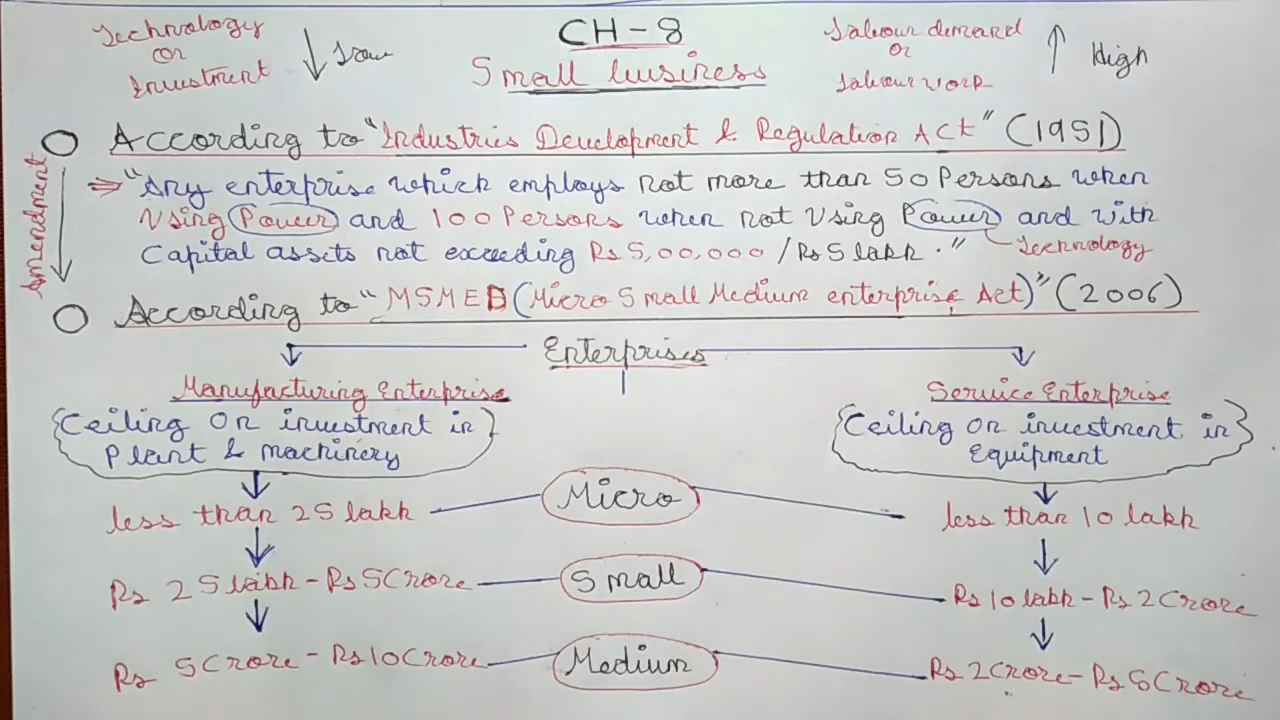 CH-8
Small business
Technology
or
Investment
↓ Low
Labour demand
or
Labour work
↑ High
According to "Industries Development & Regulation Act" (1951)
Amendment
⇒ "Any enterprise which employs not more than 50 Persons when
Using Power and 100 Persons when not Using Power and with
Capital assets not exceeding Rs 5,00,000 / Rs 5 lakh."
Technology
According to "MSMED (Micro Small Medium enterprise Act)" (2006)
Enterprises
Manufacturing Enterprise
Service Enterprise
Ceiling On investment in
Plant & machinery
Ceiling on investment in
Equipment
less than 25 lakh
Micro
less than 10 lakh
Rs 25 lakh - Rs 5 Crore
Small
Rs 10 lakh - Rs 2 Crore
Rs 5 Crore - Rs 10 Crore
Medium
Rs 2 Crore - Rs 5 Crore